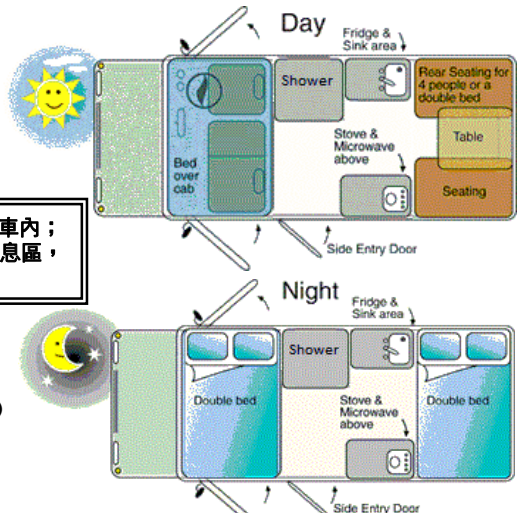 Day
Fridge &
Sink area
Shower
Rear Seating for
4 people or a
double bed
Stove &
Microwave
above
Table
Bed
over
cab
Seating
車內；
息區，
Side Entry Door
Night
Fridge &
Sink area
Shower
Double bed
Stove &
Microwave
above
Double bed
)
Side Entry Door